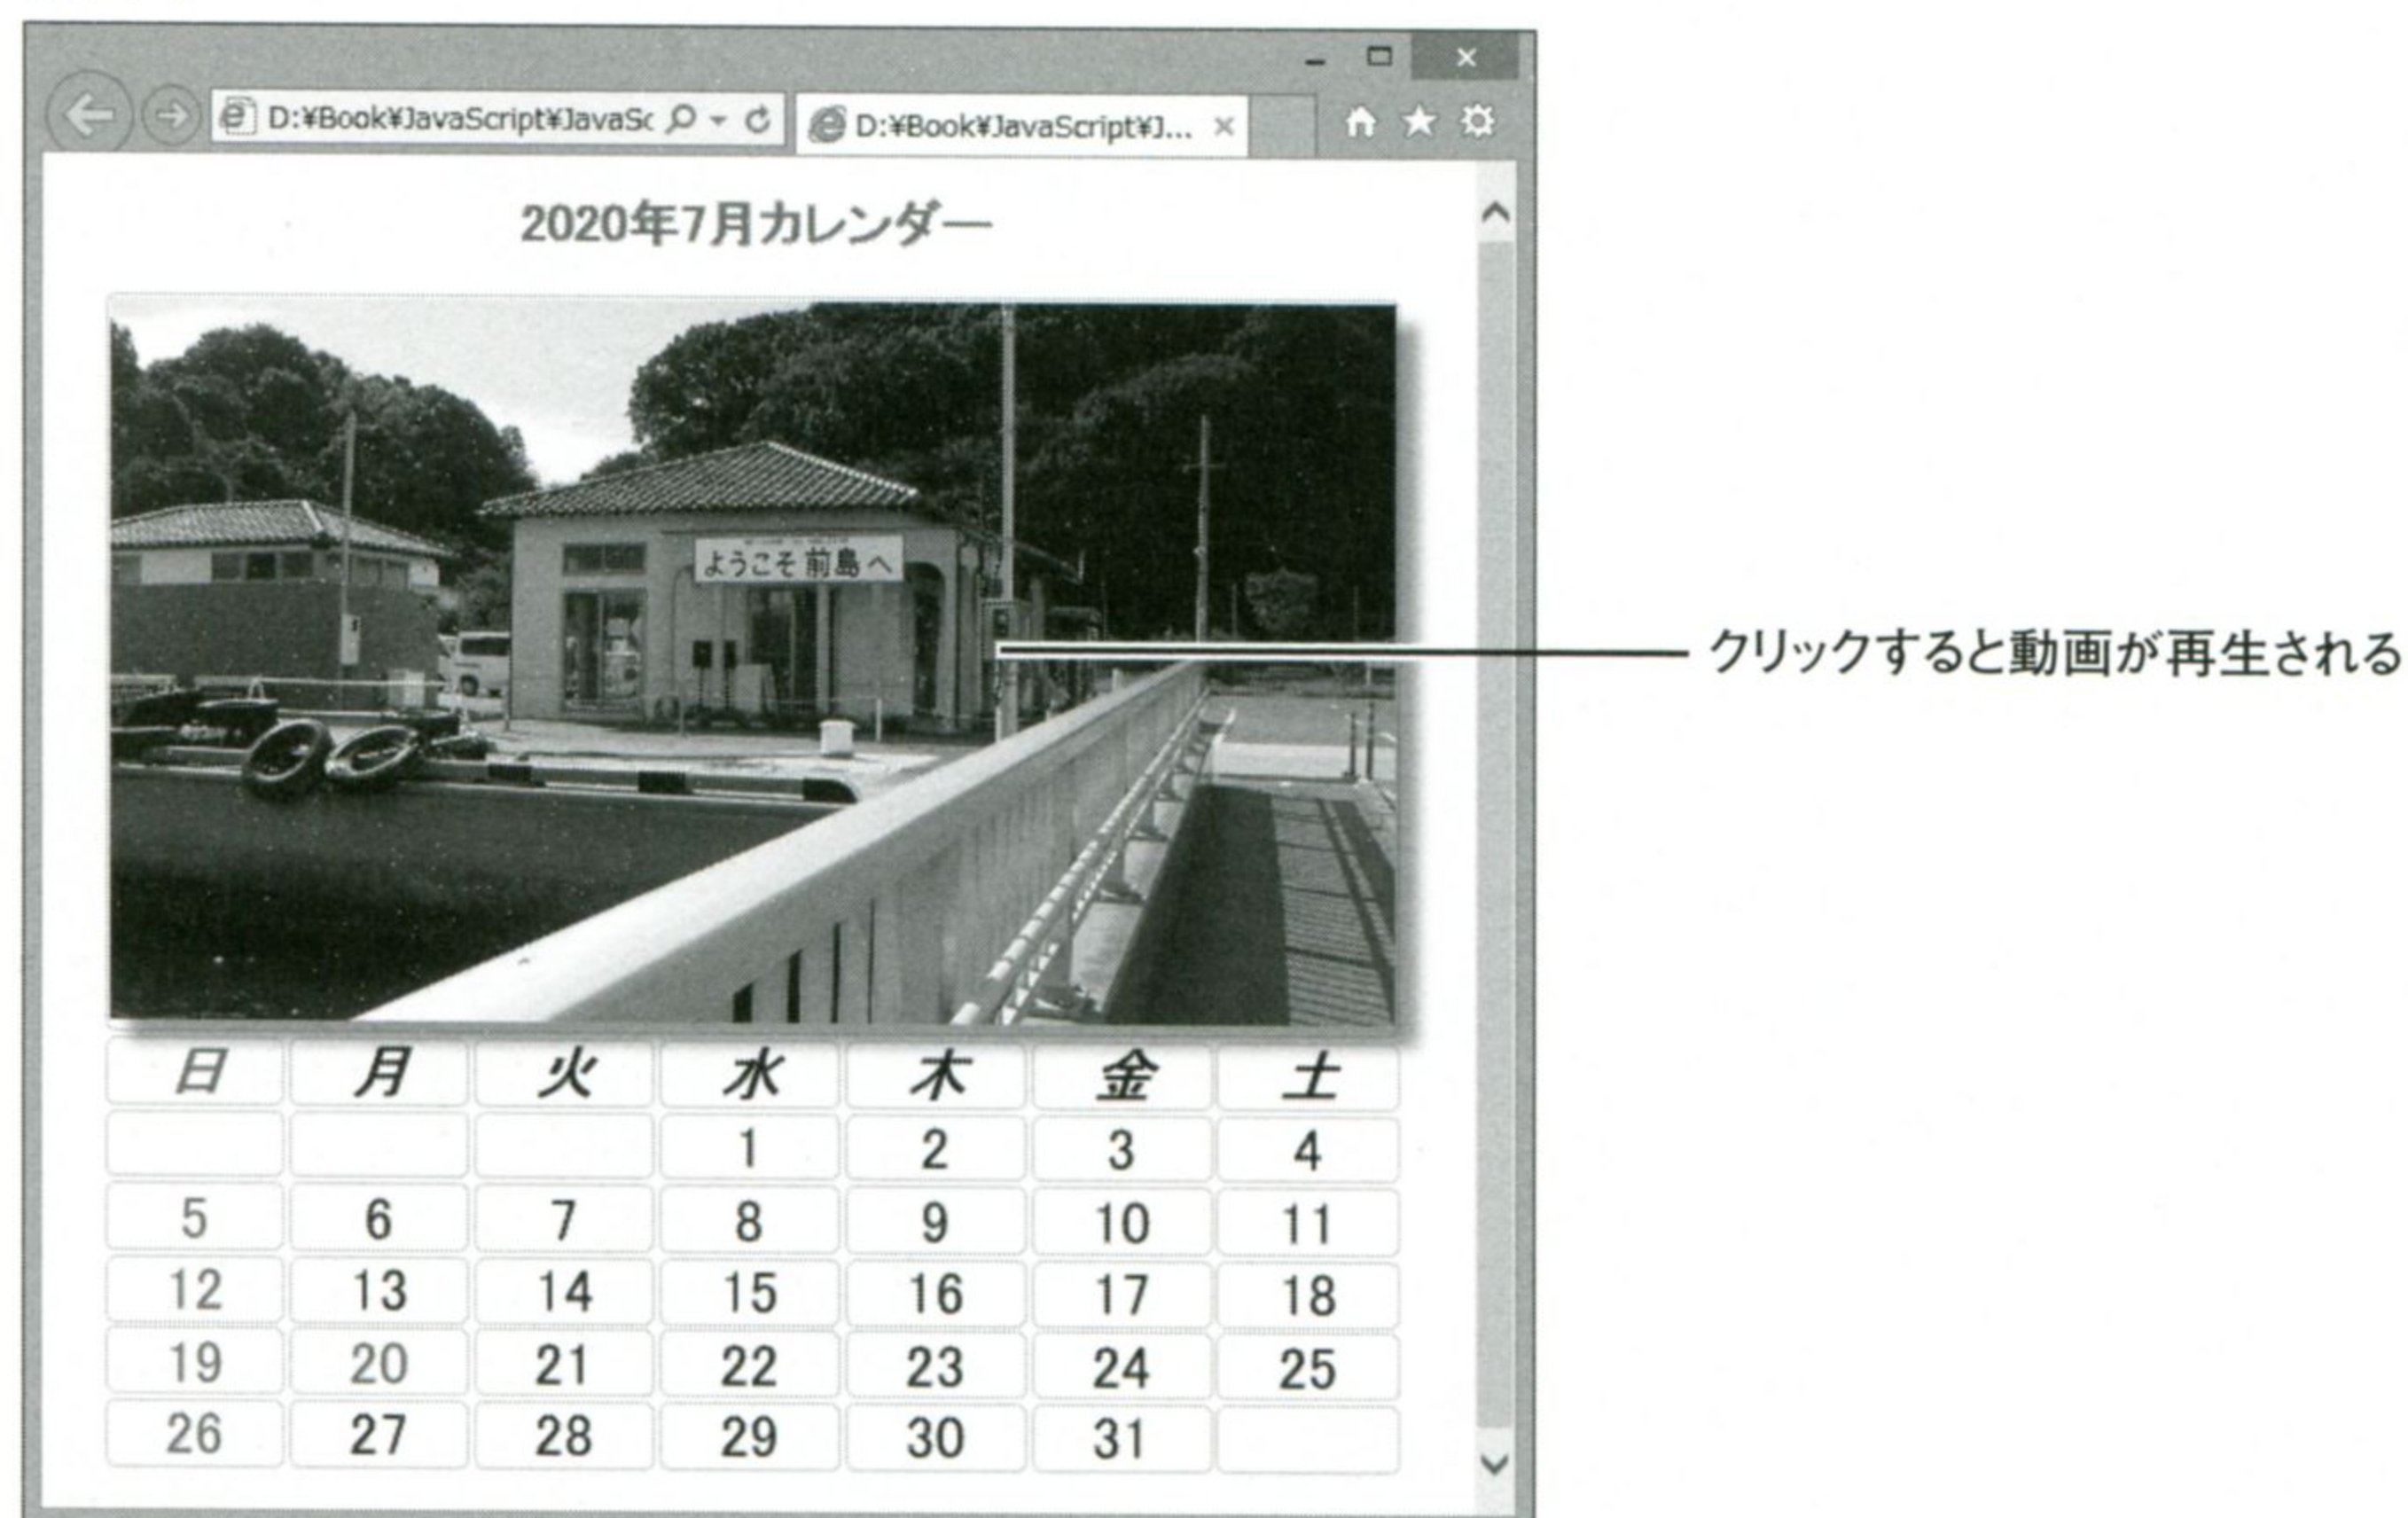 D:¥Book¥JavaScript¥JavaSc
D:¥Book¥JavaScript¥J...
2020年7月カレンダー
ようこそ 前島へ
クリックすると動画が再生される
日 月 火 水 木 金 土
1 2 3 4
5 6 7 8 9 10 11
12 13 14 15 16 17 18
19 20 21 22 23 24 25
26 27 28 29 30 31